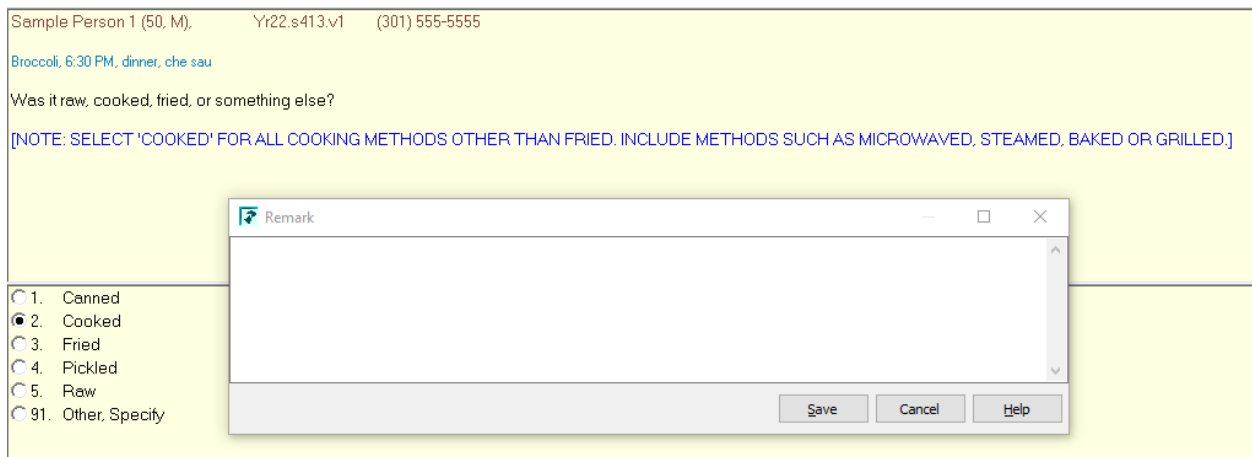 Sample Person 1 (50, M), Yr22.s413.v1 (301) 555-5555
Broccoli, 6:30 PM, dinner, che sau
Was it raw, cooked, fried, or something else?
[NOTE: SELECT 'COOKED' FOR ALL COOKING METHODS OTHER THAN FRIED. INCLUDE METHODS SUCH AS MICROWAVED, STEAMED, BAKED OR GRILLED.]
Remark
1. Canned
2. Cooked
3. Fried
4. Pickled
5. Raw
91. Other, Specify
Save Cancel Help